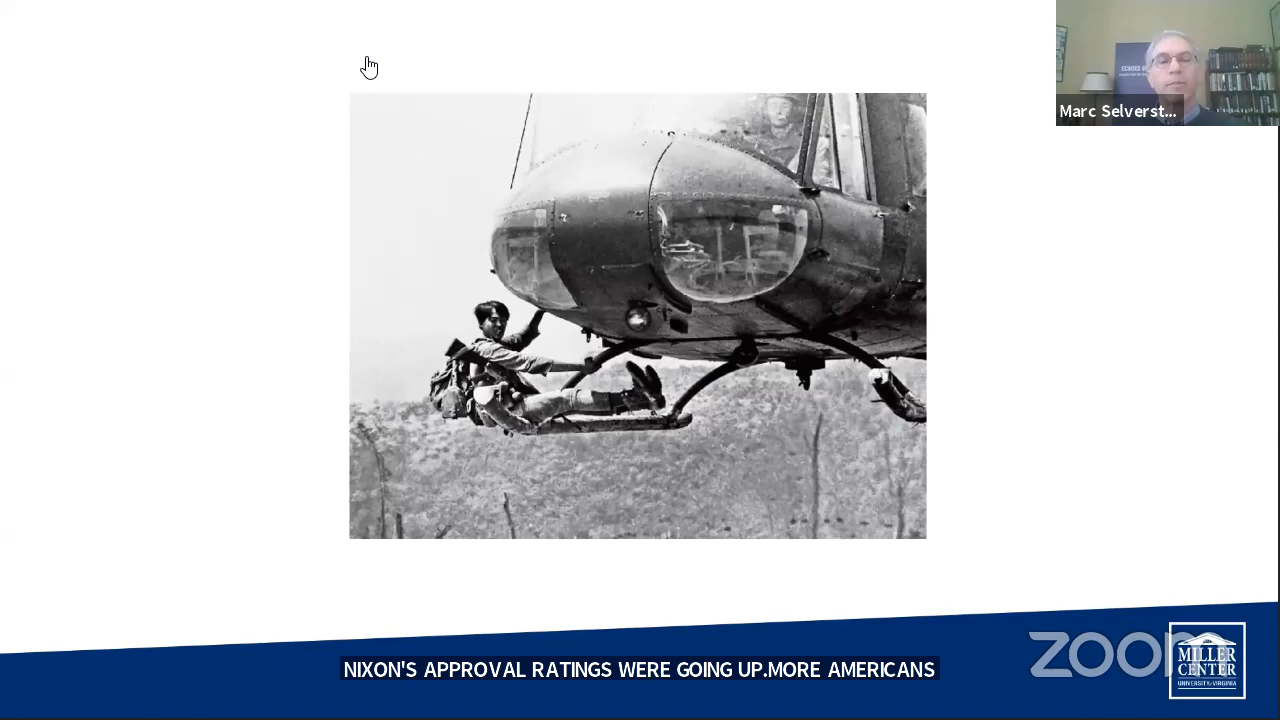 Marc Selverst...
NIXON'S APPROVAL RATINGS WERE GOING UP.MORE AMERICANS
zoom
MILLER
CENTER
UNIVERSITY of VIRGINIA